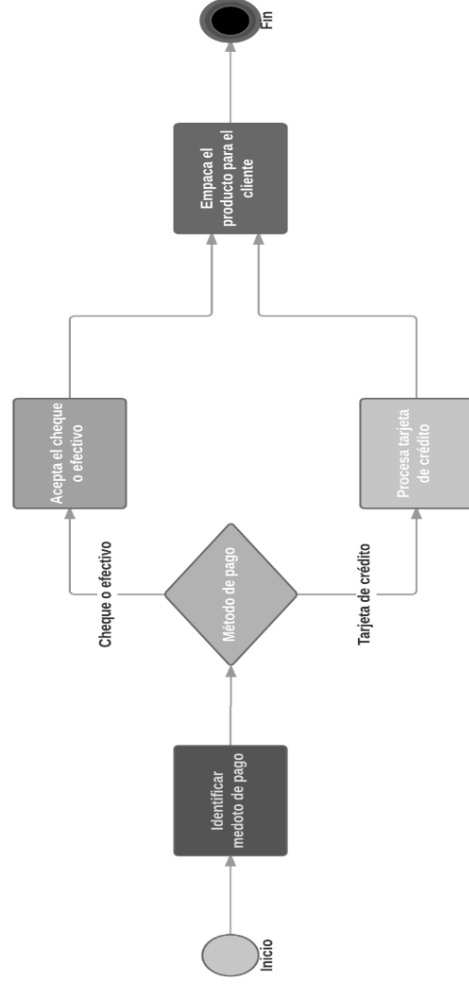 Inicio
Identificar
medoto de pago
Método de pago
Cheque o efectivo
Acepta el cheque
o efectivo
Tarjeta de crédito
Procesa tarjeta
de crédito
Empaca el
producto para el
cliente
Fin